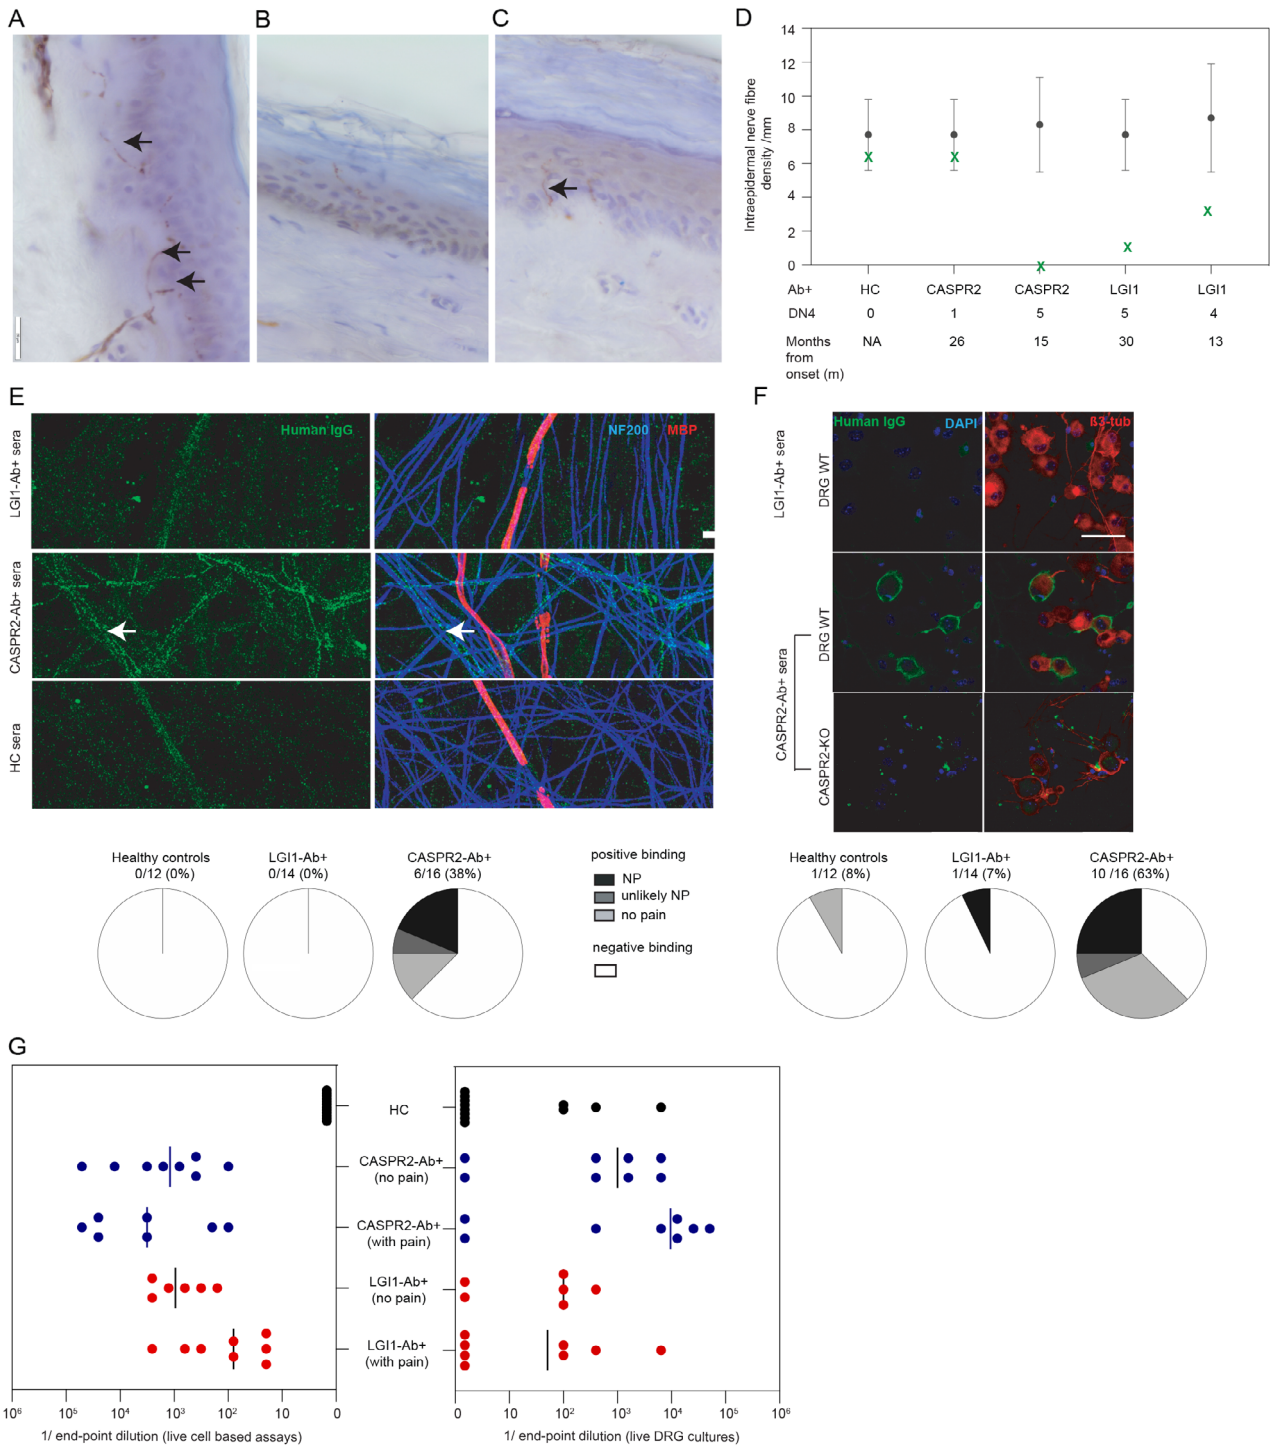 A
B
C
D
14
12
10
8
6
4
2
0
Intraepidermal nerve fibre
density /mm
Ab+ HC CASPR2 CASPR2 LGI1 LGI1
DN4 0 1 5 5 4
Months
from
onset (m)
NA 26 15 30 13
E
LGI1-Ab+ sera
CASPR2-Ab+ sera
HC sera
Human IgG
NF200 MBP
Healthy controls
0/12 (0%)
LGI1-Ab+
0/14 (0%)
CASPR2-Ab+
6/16 (38%)
positive binding
NP
unlikely NP
no pain
negative binding
F
LGI1-Ab+ sera
DRG WT
CASPR2-Ab+ sera
DRG WT
CASPR2-KO
Human IgG
DAPI
ß3-tub
Healthy controls
1/12 (8%)
LGI1-Ab+
1/14 (7%)
CASPR2-Ab+
10 /16 (63%)
G
HC
CASPR2-Ab+
(no pain)
CASPR2-Ab+
(with pain)
LGI1-Ab+
(no pain)
LGI1-Ab+
(with pain)
10⁶ 10⁵ 10⁴ 10³ 10² 10 0
1/ end-point dilution (live cell based assays)
0 10 10² 10³ 10⁴ 10⁵ 10⁶
1/ end-point dilution (live DRG cultures)